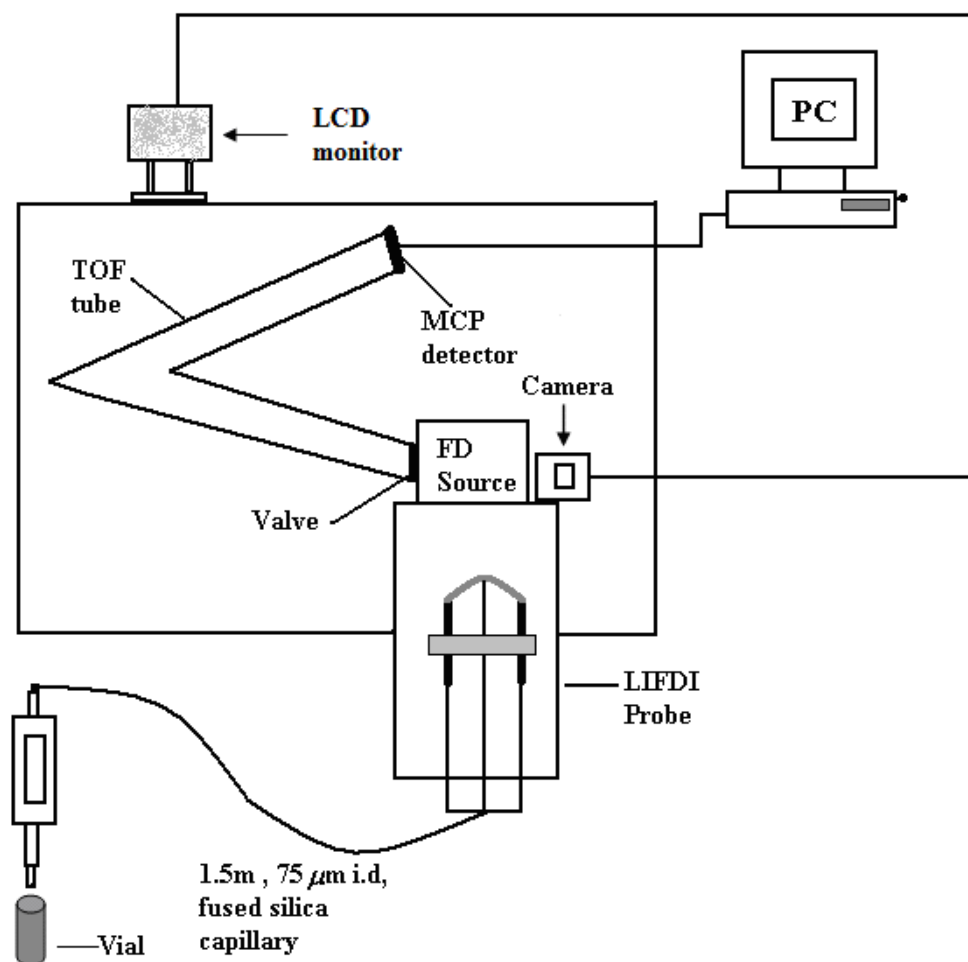 PC
LCD
monitor
TOF
tube
MCP
detector
Camera
FD
Source
Valve
LIFDI
Probe
1.5m , 75 μm i.d,
fused silica
capillary
Vial